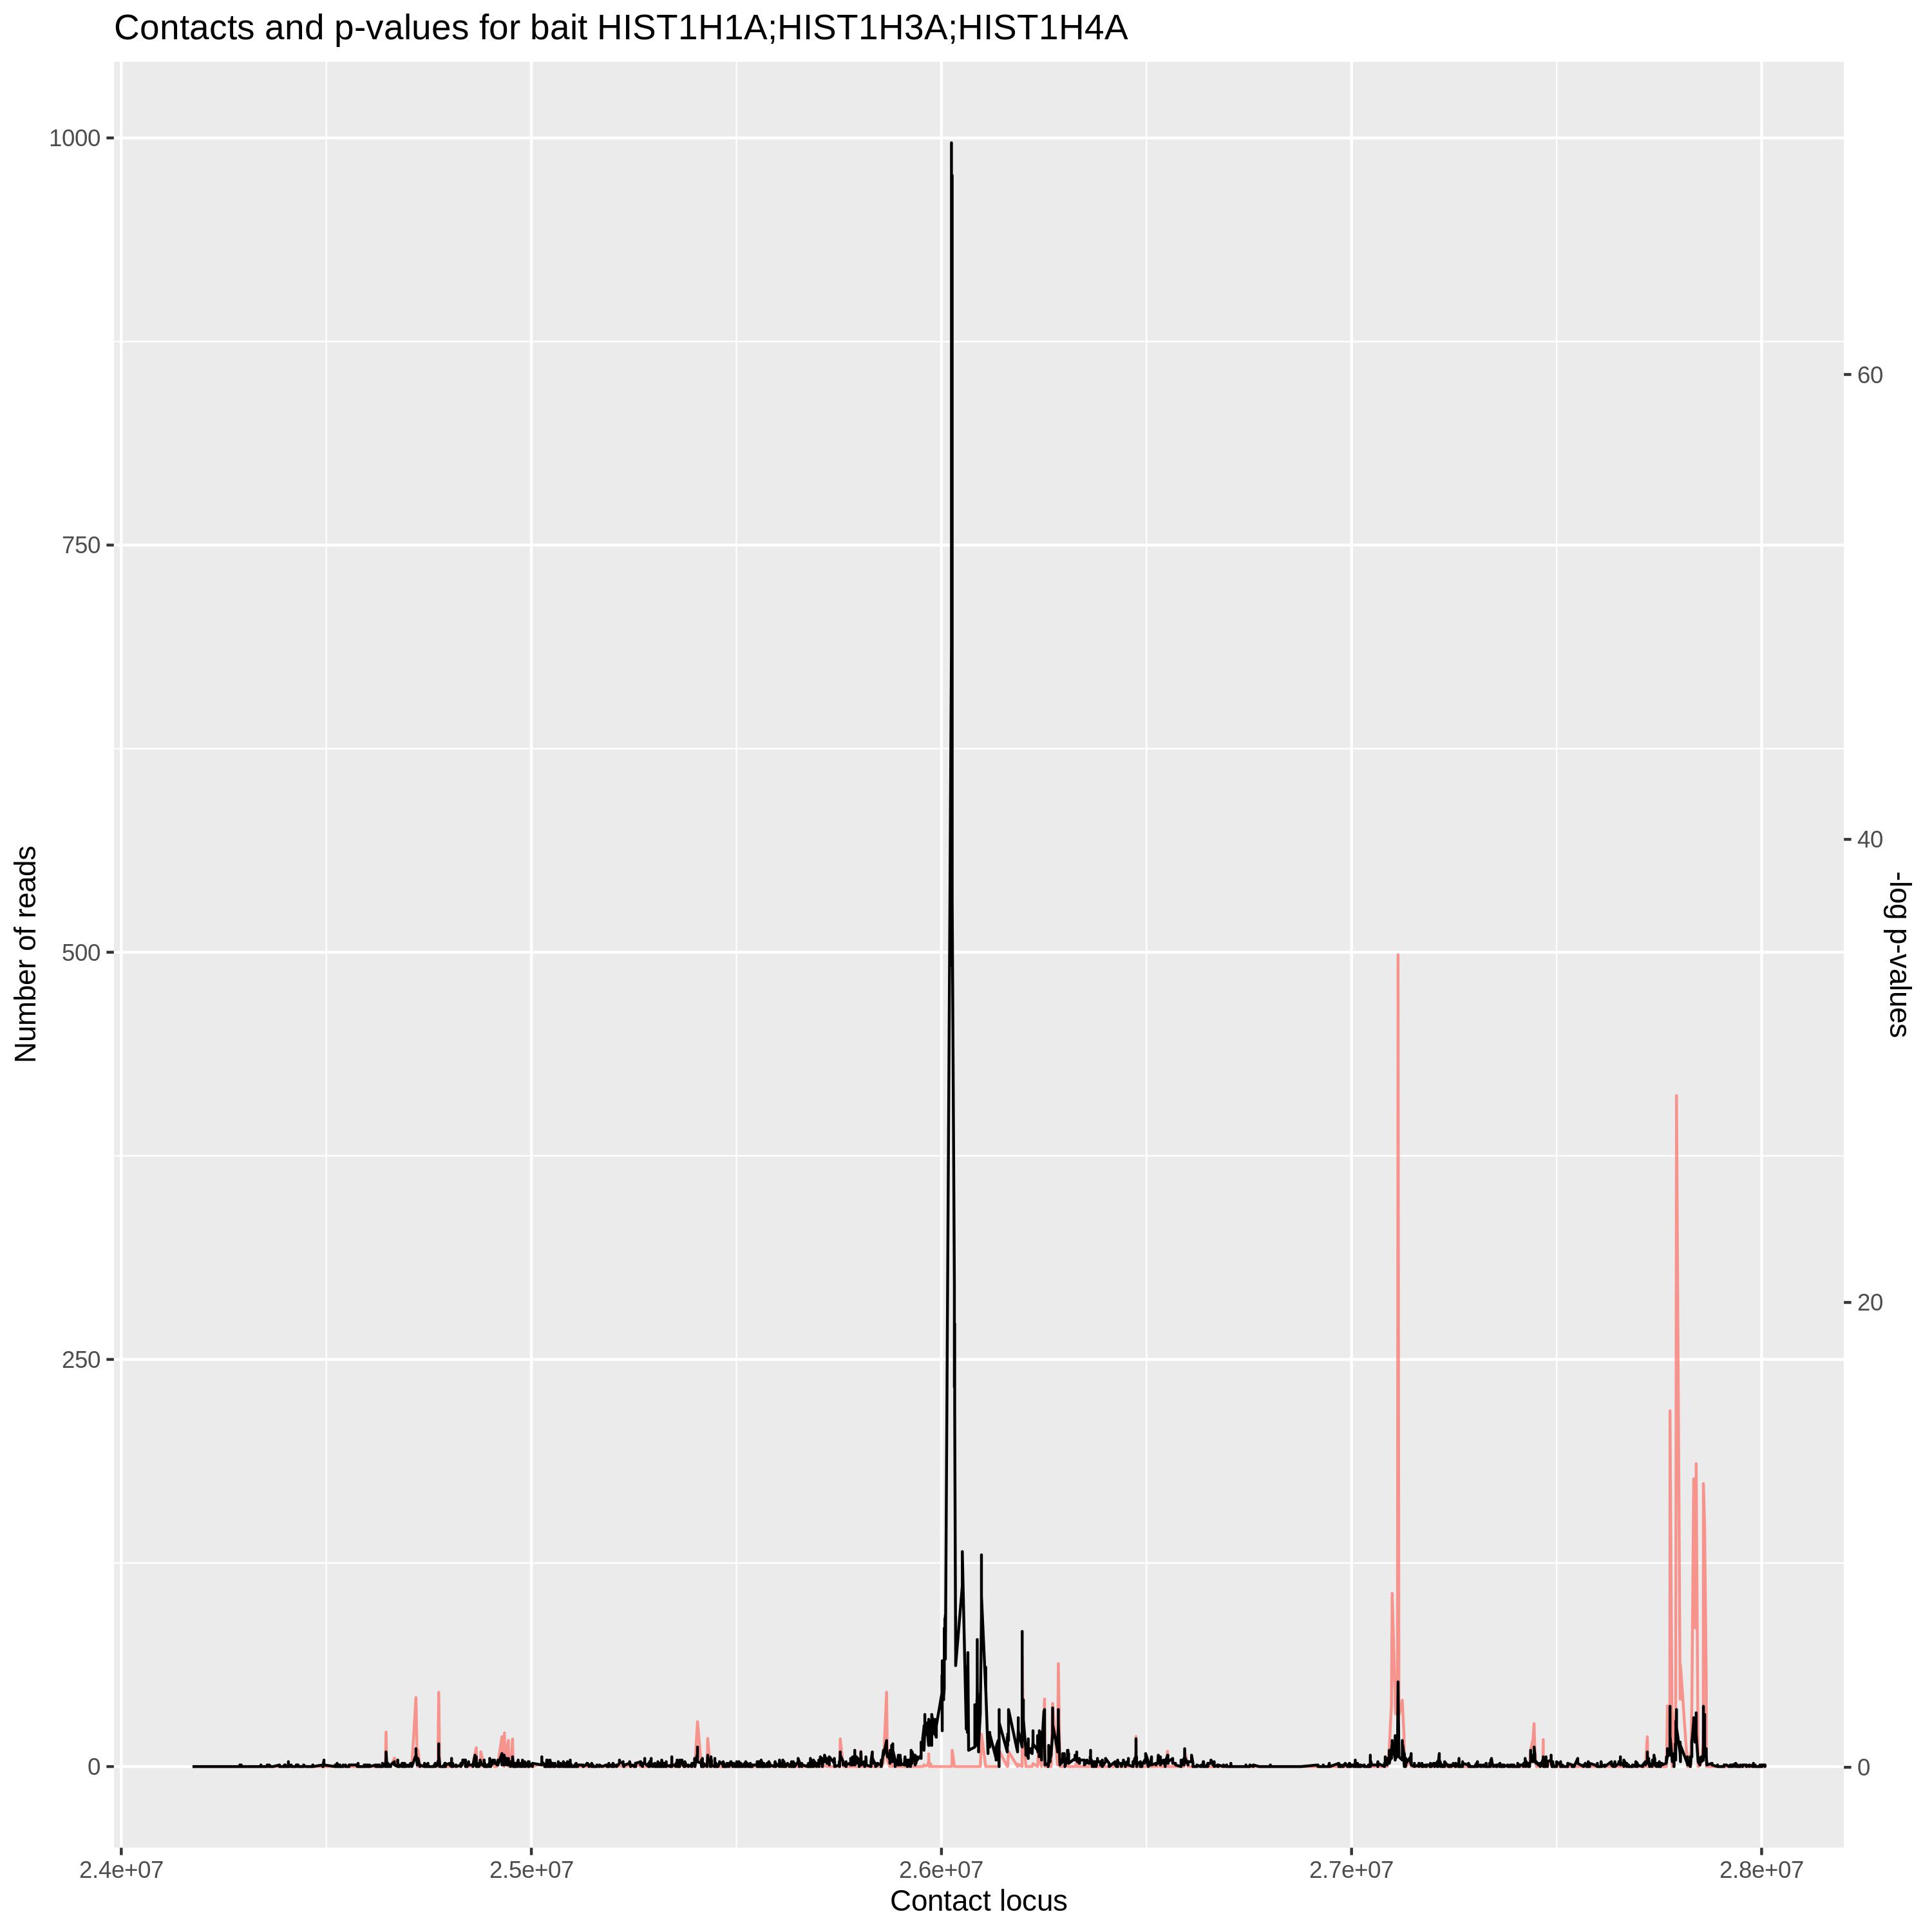 Contacts and p-values for bait HIST1H1A;HIST1H3A;HIST1H4A
1000
750
500
250
0
Number of reads
60
40
20
0
-log p-values
2.4e+07 2.5e+07 2.6e+07 2.7e+07 2.8e+07
Contact locus